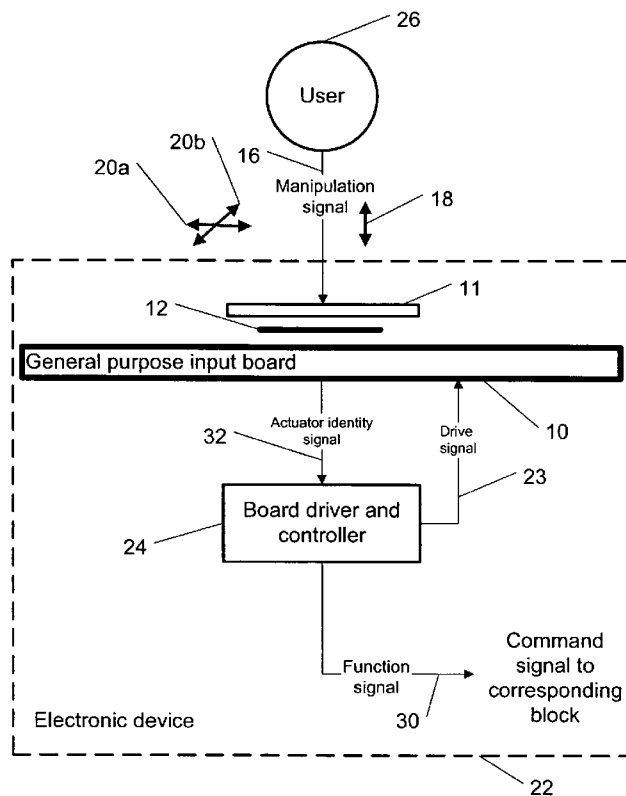 26
User
20b
16
20a
Manipulation
signal
18
11
12
General purpose input board
Actuator identity
signal
Drive
signal
10
32
23
Board driver and
controller
24
Command
signal to
corresponding
block
Function
signal
30
Electronic device
22